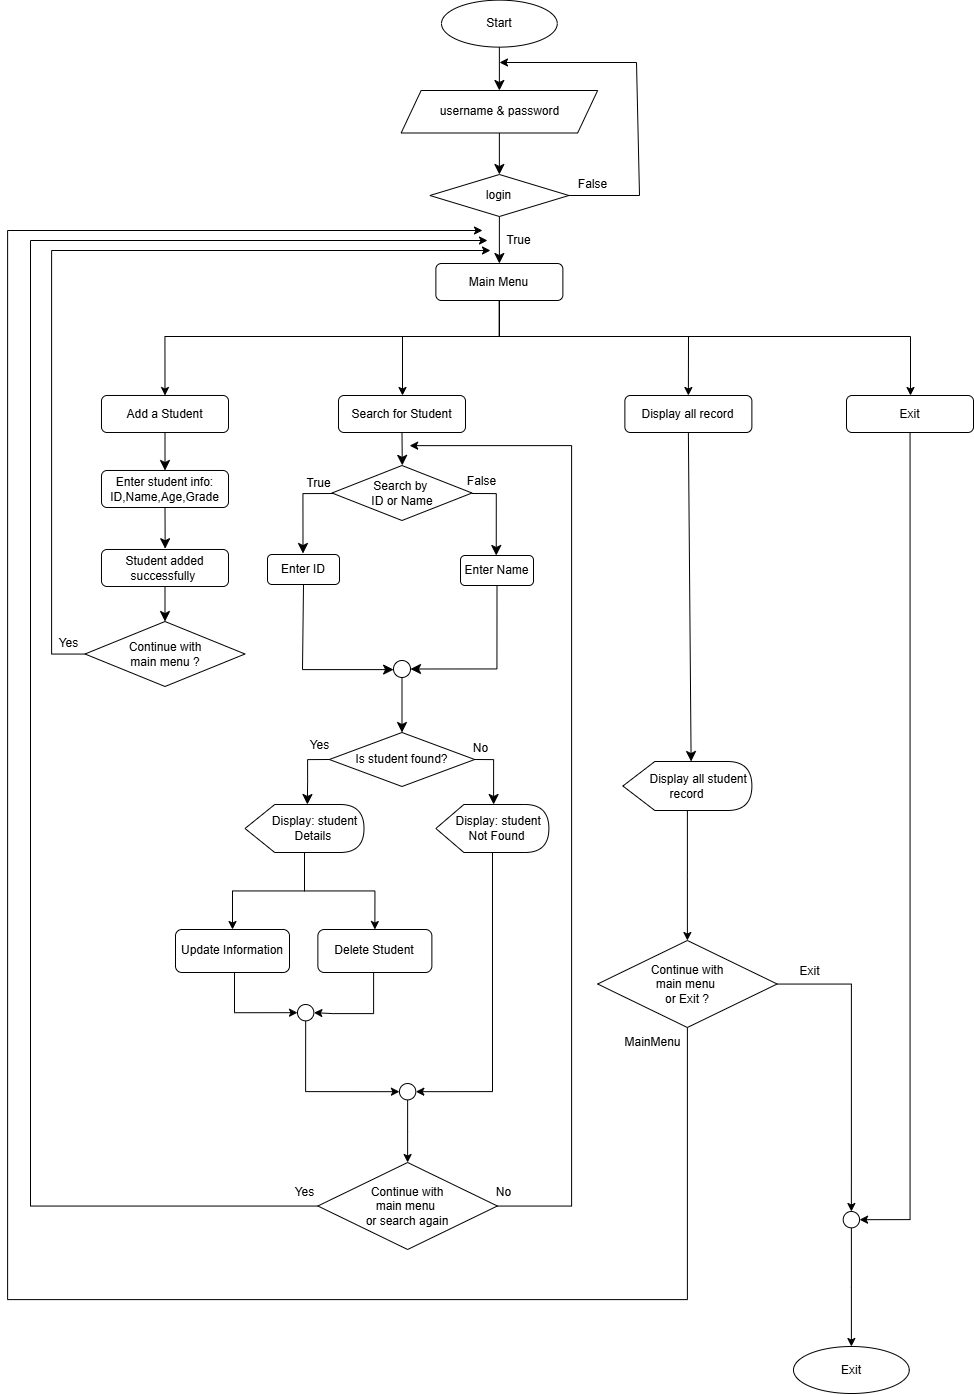 Start
username & password
login
False
True
Main Menu
Add a Student
Search for Student
Display all record
Exit
Enter student info:
ID,Name,Age,Grade
True
Search by
ID or Name
False
Student added
successfully
Enter ID
Enter Name
Yes
Continue with
main menu ?
Yes
Is student found?
No
Display: student
Details
Display: student
Not Found
Display all student
record
Update Information
Delete Student
Continue with
main menu
or Exit ?
Exit
MainMenu
Yes
Continue with
main menu
or search again
No
Exit